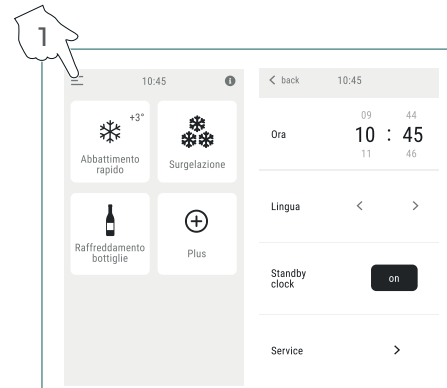 1
10:45
i
+3°
Abbattimento
rapido
Surgelazione
Raffreddamento
bottiglie
Plus
< back
10:45
Ora
09
44
10 : 45
11
46
Lingua
< >
Standby
clock
on
Service
>